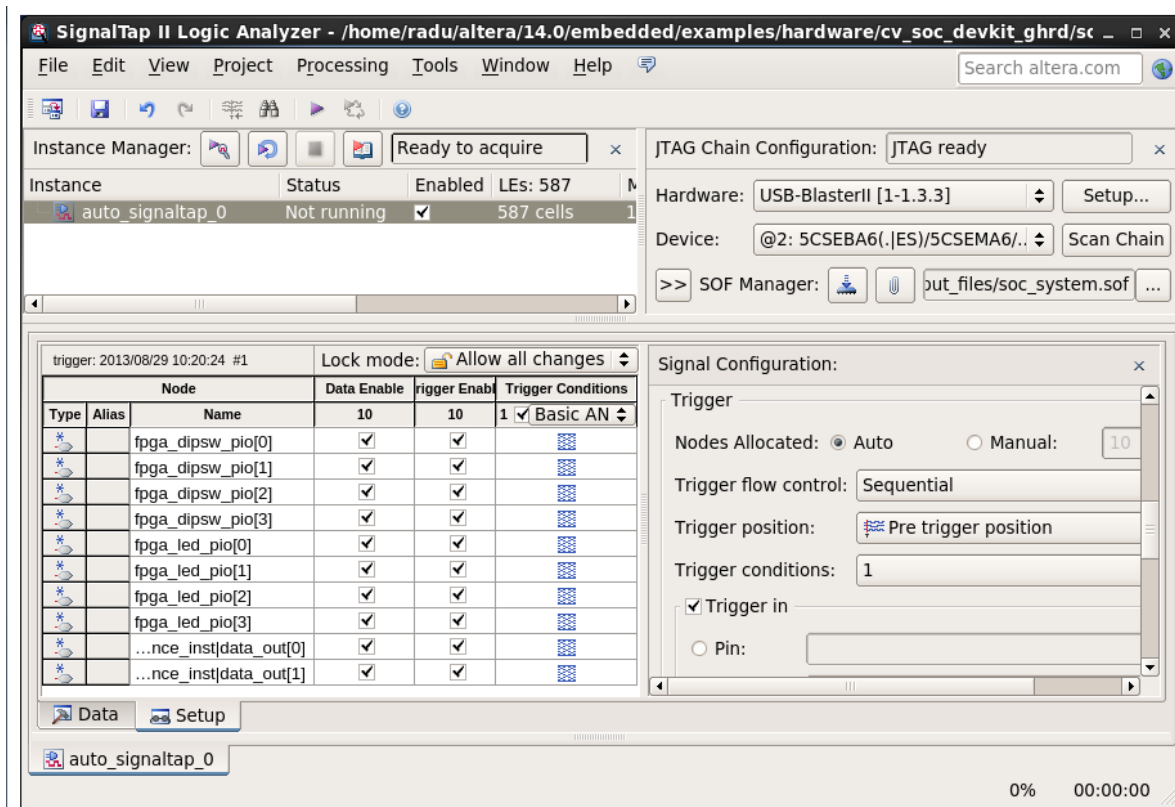 SignalTap II Logic Analyzer - /home/radu/altera/14.0/embedded/examples/hardware/cv_soc_devkit_ghrd/sc
File Edit View Project Processing Tools Window Help Search altera.com
Instance Manager: Ready to acquire
Instance Status Enabled LEs: 587 M
auto_signaltap_0 Not running 587 cells 1
JTAG Chain Configuration: JTAG ready
Hardware: USB-BlasterII [1-1.3.3] Setup...
Device: @2: 5CSEBA6(.|ES)/5CSEMA6/.. Scan Chain
>> SOF Manager: out_files/soc_system.sof ...
trigger: 2013/08/29 10:20:24 #1 Lock mode: Allow all changes
Node Data Enable rigger Enabl Trigger Conditions
Type Alias Name 10 10 1 Basic AN
fpga_dipsw_pio[0]
fpga_dipsw_pio[1]
fpga_dipsw_pio[2]
fpga_dipsw_pio[3]
fpga_led_pio[0]
fpga_led_pio[1]
fpga_led_pio[2]
fpga_led_pio[3]
...nce_inst|data_out[0]
...nce_inst|data_out[1]
Signal Configuration:
Trigger
Nodes Allocated: Auto Manual: 10
Trigger flow control: Sequential
Trigger position: Pre trigger position
Trigger conditions: 1
Trigger in
Pin:
Data Setup
auto_signaltap_0
0% 00:00:00